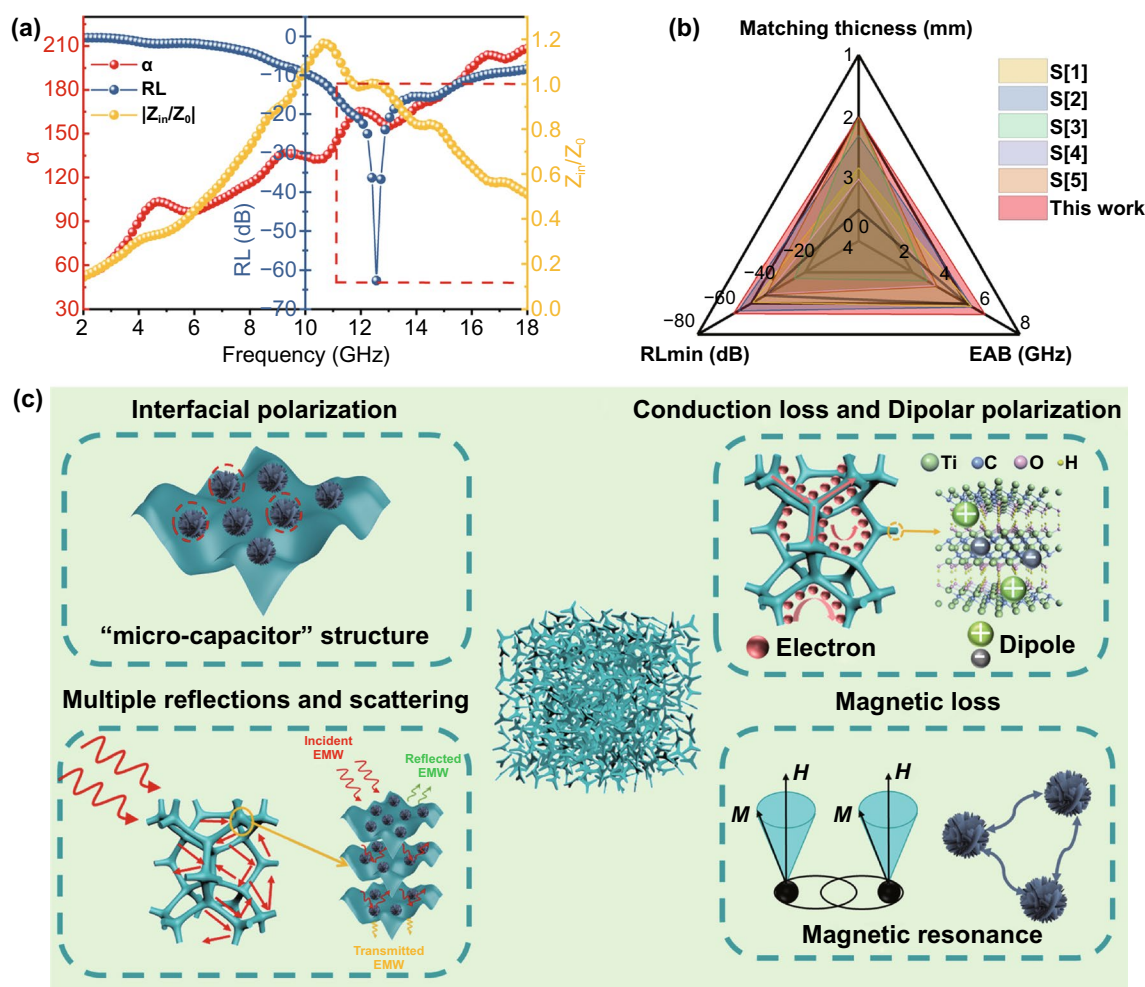 (a)
210
180
150
120
90
60
30
α
α
RL
|Zin/Z0|
0
−10
−20
−30
−40
−50
−60
−70
RL (dB)
1.2
1.0
0.8
0.6
0.4
0.2
0.0
Zin/Z0
2 4 6 8 10 12 14 16 18
Frequency (GHz)
(b)
Matching thicness (mm)
1
2
3
4
0
−20
−40
−60
−80
0
2
4
6
8
RLmin (dB)
EAB (GHz)
S[1]
S[2]
S[3]
S[4]
S[5]
This work
(c)
Interfacial polarization
“micro-capacitor” structure
Conduction loss and Dipolar polarization
Ti C O H
+
-
-
+
Electron
+
-
Dipole
Multiple reflections and scattering
Incident
EMW
Reflected
EMW
Transmitted
EMW
Magnetic loss
H H
M M
Magnetic resonance